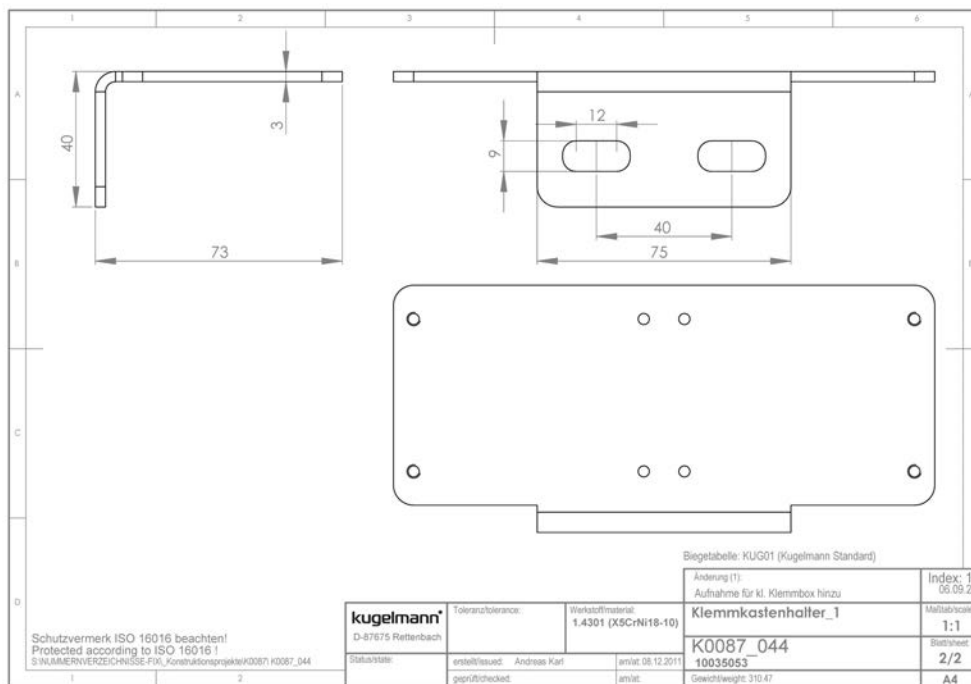 1 2 3 4 5 6
A
40
3
73
12
9
40
75
A
B
C
D
Biegetabelle: KUG01 (Kugelmann Standard)
Änderung (1):
Aufnahme für kl. Klemmbox hinzu
Index: 1
06.09.2
kugelmann
D-87675 Rettenbach
Toleranz/tolerance:
Werkstoff/material:
1.4301 (X5CrNi18-10)
Klemmkastenhalter_1
Maßstab/scale
1:1
K0087_044
10035053
Blatt/sheet:
2/2
Status/state:
erstellt/issued: Andreas Karl
am/at: 08.12.2011
geprüft/checked:
am/at:
Gewicht/weight: 310.47
A4
Schutzvermerk ISO 16016 beachten!
Protected according to ISO 16016 !
S:\NUMMERNVERZEICHNISSE-FIX\_Konstruktionsprojekte\K0087\ K0087_044
1 2